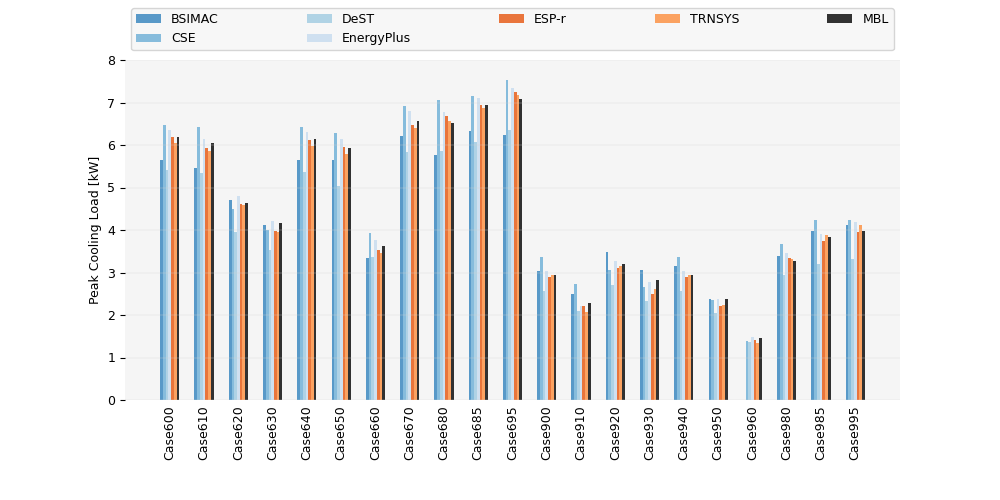 BSIMAC DeST ESP-r TRNSYS MBL
CSE EnergyPlus
Peak Cooling Load [kW]
8
7
6
5
4
3
2
1
0
Case600
Case610
Case620
Case630
Case640
Case650
Case660
Case670
Case680
Case685
Case695
Case900
Case910
Case920
Case930
Case940
Case950
Case960
Case980
Case985
Case995